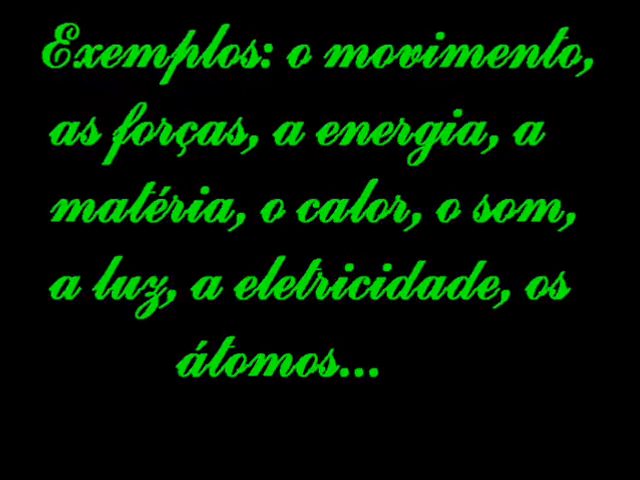 Exemplos: o movimento,
as forças, a energia, a
matéria, o calor, o som,
a luz, a eletricidade, os
átomos...